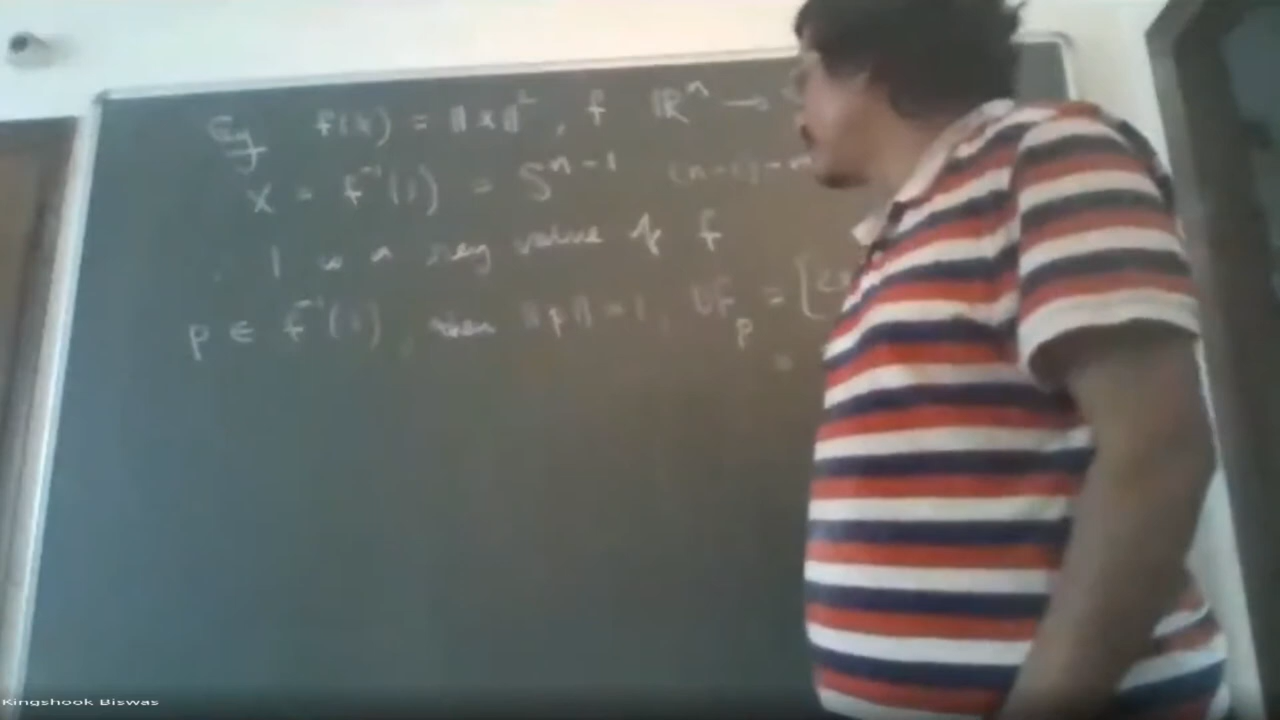 Eg f(x) = ||x||², f ℝⁿ →
X = f⁻¹(1) = Sⁿ⁻¹ (n-1)-m
1 is a reg value of f
p ∈ f⁻¹(1), then ||p|| = 1, Df_p = [2x
Kingshook Biswas